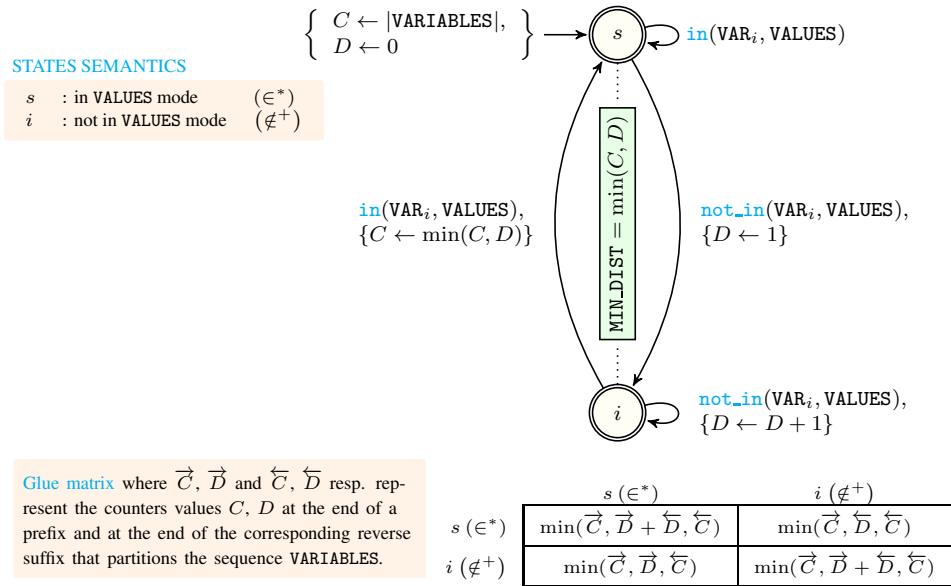 { C ← |VARIABLES|,
D ← 0 }
s
in(VAR_i, VALUES)
STATES SEMANTICS
s : in VALUES mode (∈*)
i : not in VALUES mode (∉⁺)
in(VAR_i, VALUES),
{C ← min(C, D)}
MIN_DIST = min(C, D)
not_in(VAR_i, VALUES),
{D ← 1}
i
not_in(VAR_i, VALUES),
{D ← D + 1}
Glue matrix where C→, D→ and C←, D← resp. rep-
resent the counters values C, D at the end of a
prefix and at the end of the corresponding reverse
suffix that partitions the sequence VARIABLES.
s (∈*) i (∉⁺)
s (∈*) min(C→, D→ + D←, C←) min(C→, D←, C←)
i (∉⁺) min(C→, D→, C←) min(C→, D→ + D←, C←)